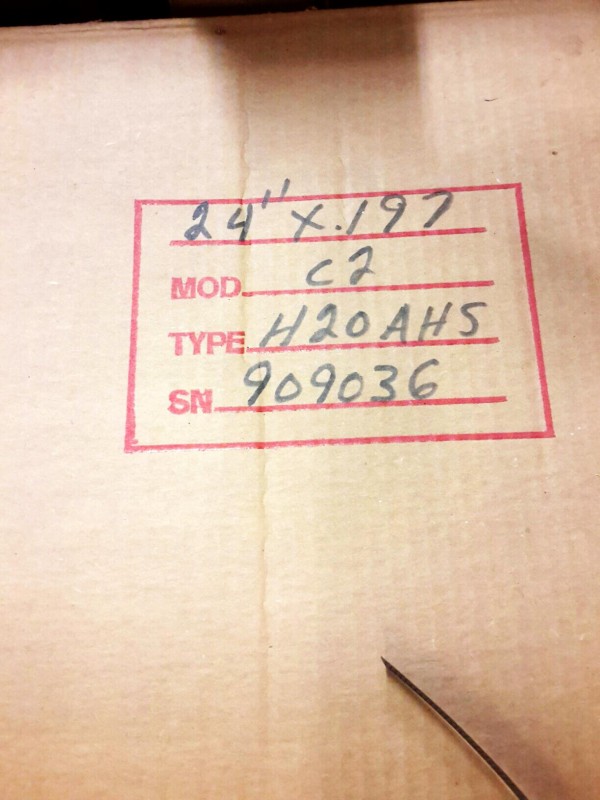 24" X .197
MOD. C2
TYPE H20AHS
SN. 909036